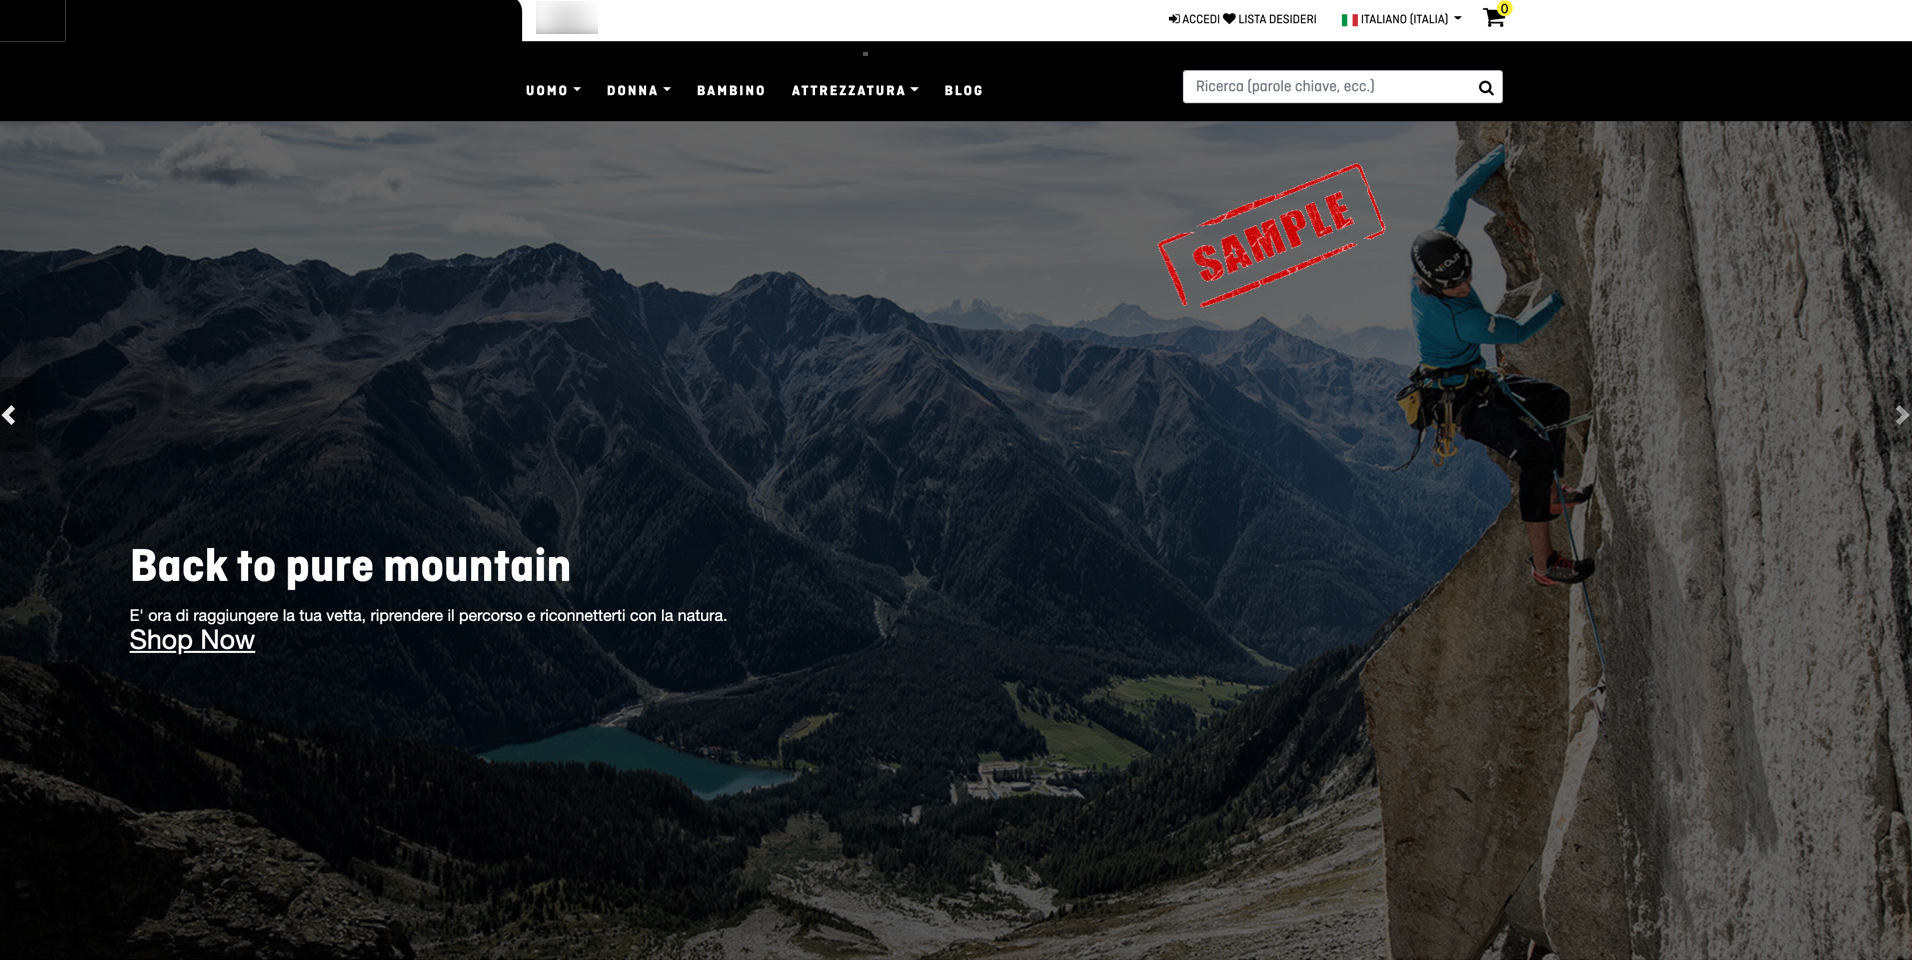 ACCEDI LISTA DESIDERI ITALIANO (ITALIA) 0
UOMO DONNA BAMBINO ATTREZZATURA BLOG Ricerca (parole chiave, ecc.)
SAMPLE
Back to pure mountain
E' ora di raggiungere la tua vetta, riprendere il percorso e riconnetterti con la natura.
Shop Now